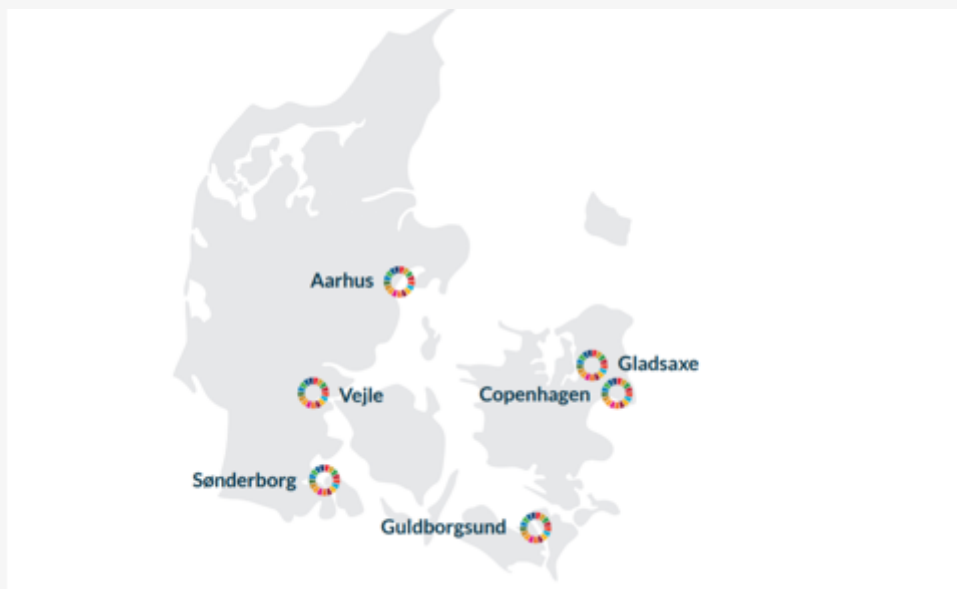 Aarhus
Gladsaxe
Copenhagen
Vejle
Sønderborg
Guldborgsund